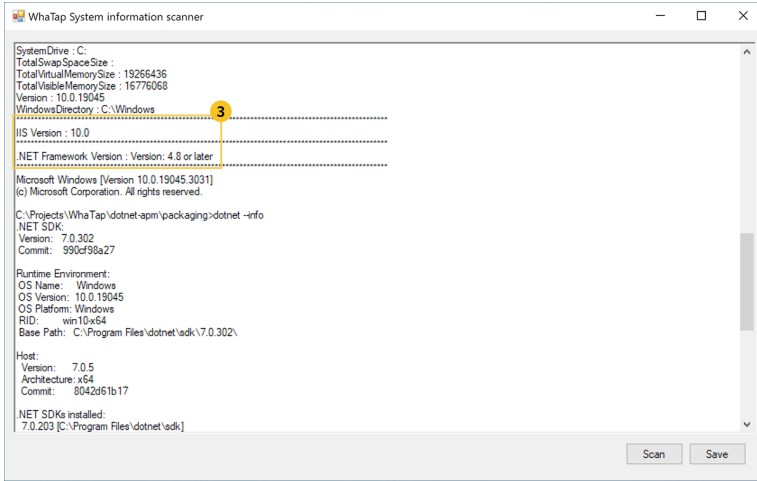 WhaTap System information scanner
SystemDrive : C:
TotalSwapSpaceSize :
TotalVirtualMemorySize : 19266436
TotalVisibleMemorySize : 16776068
Version : 10.0.19045
WindowsDirectory : C:\Windows
3
IIS Version : 10.0
.NET Framework Version : Version: 4.8 or later
Microsoft Windows [Version 10.0.19045.3031]
(c) Microsoft Corporation. All rights reserved.
C:\Projects\WhaTap\dotnet-apm\packaging>dotnet --info
.NET SDK:
Version: 7.0.302
Commit: 990cf98a27
Runtime Environment:
OS Name: Windows
OS Version: 10.0.19045
OS Platform: Windows
RID: win10-x64
Base Path: C:\Program Files\dotnet\sdk\7.0.302\
Host:
Version: 7.0.5
Architecture: x64
Commit: 8042d61b17
.NET SDKs installed:
7.0.203 [C:\Program Files\dotnet\sdk]
Scan Save